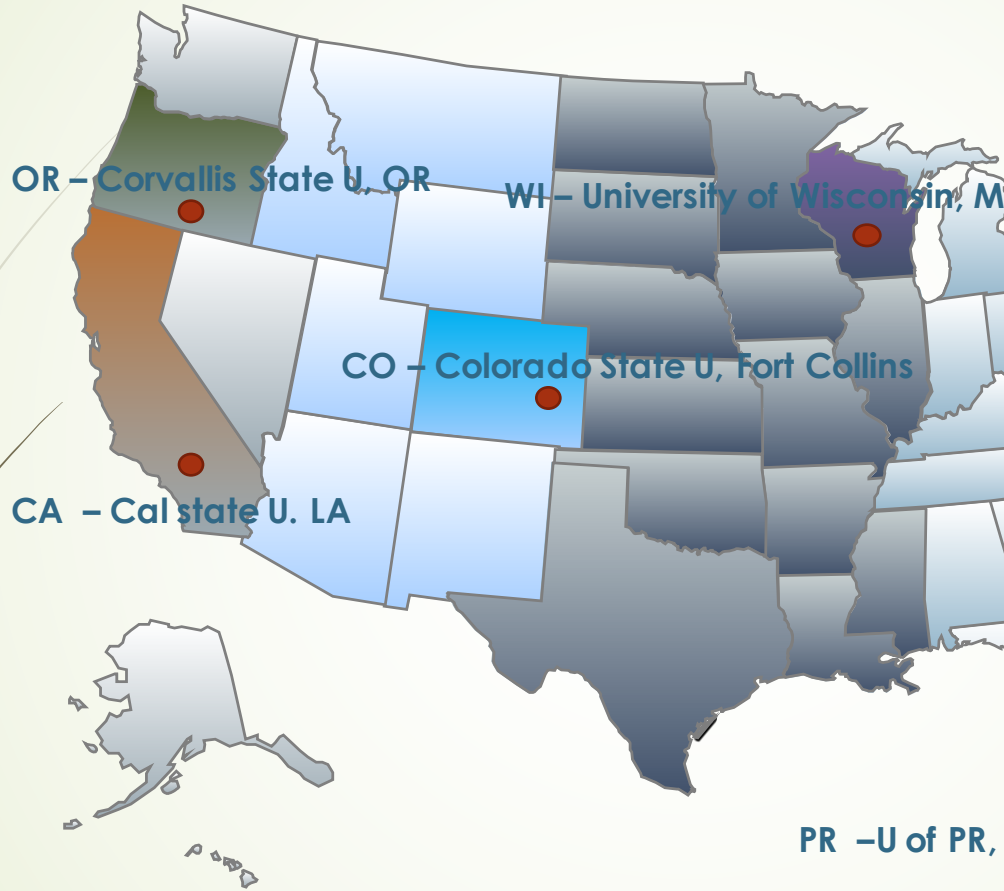 OR – Corvallis State U, OR
WI – University of Wisconsin,
CO – Colorado State U, Fort Collins
CA – Cal state U. LA
PR –U of PR,